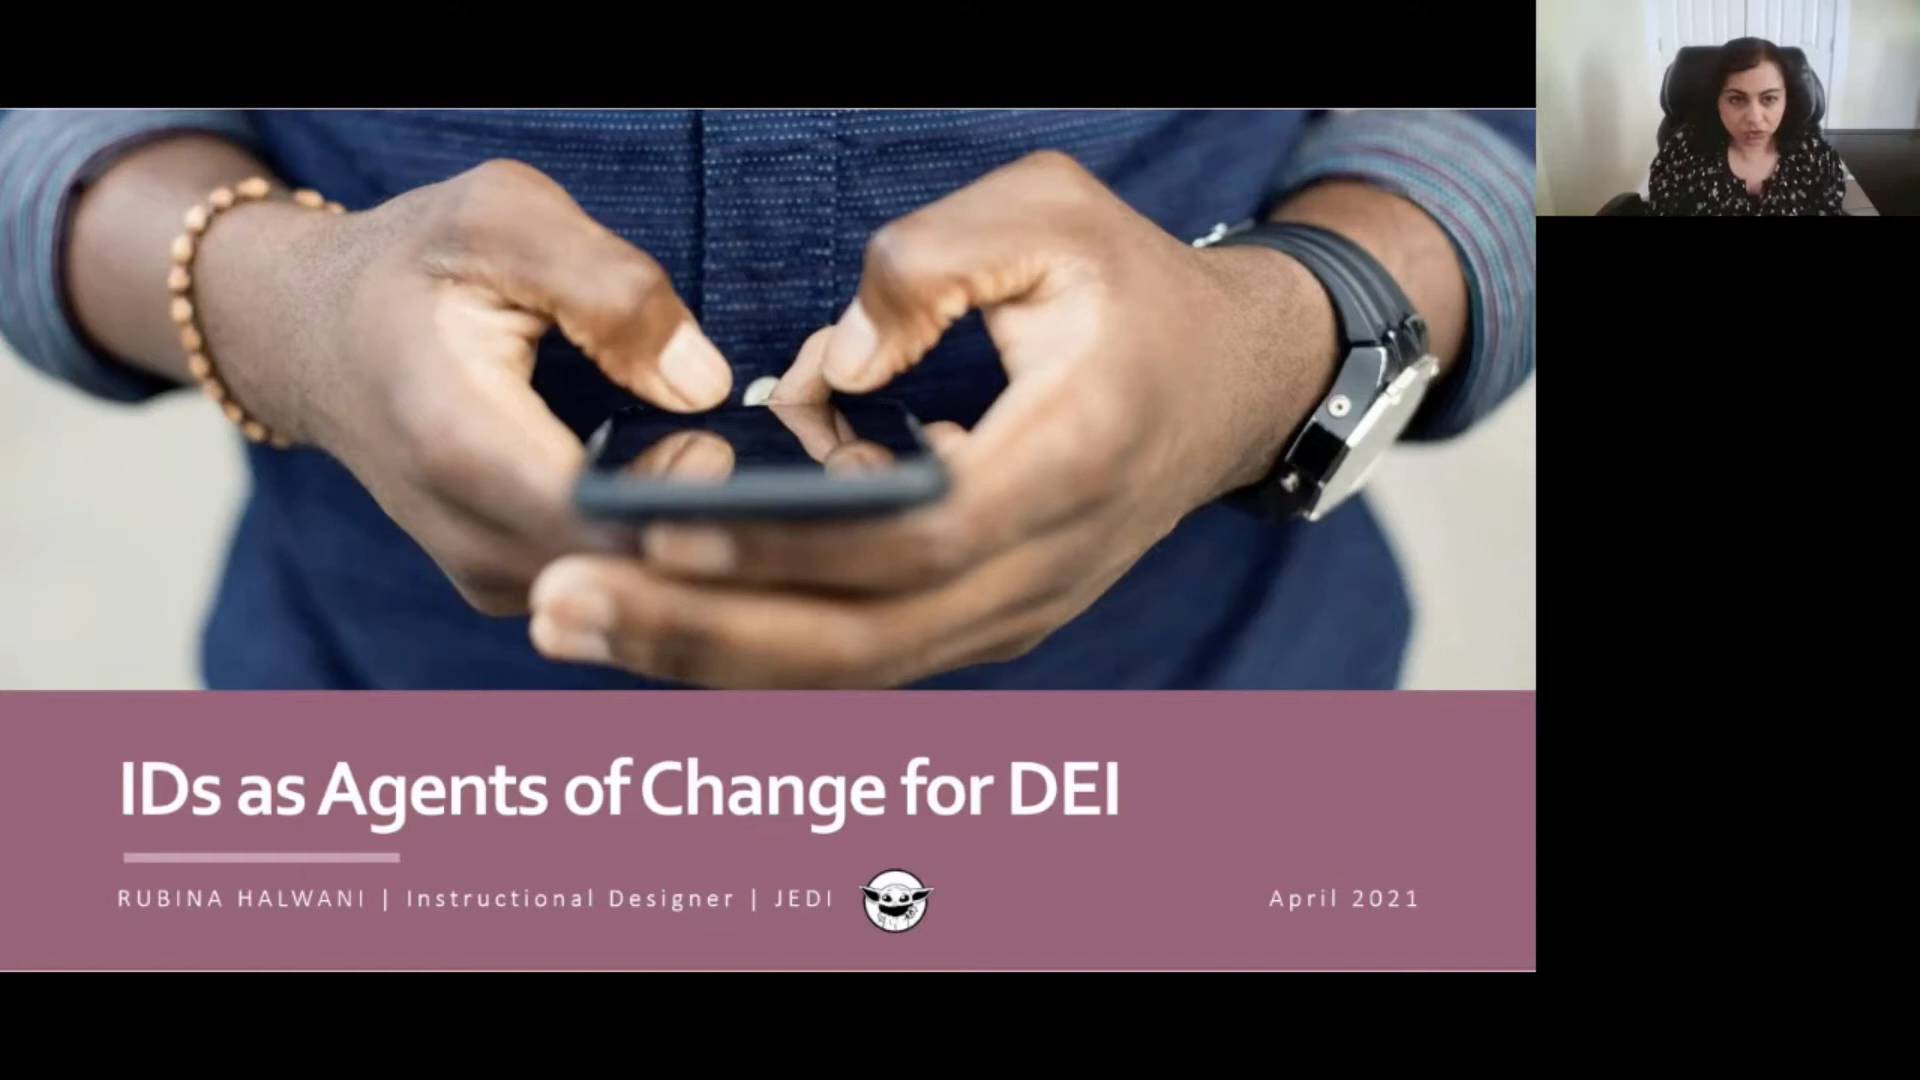 IDs as Agents of Change for DEI
RUBINA HALWANI | Instructional Designer | JEDI
April 2021